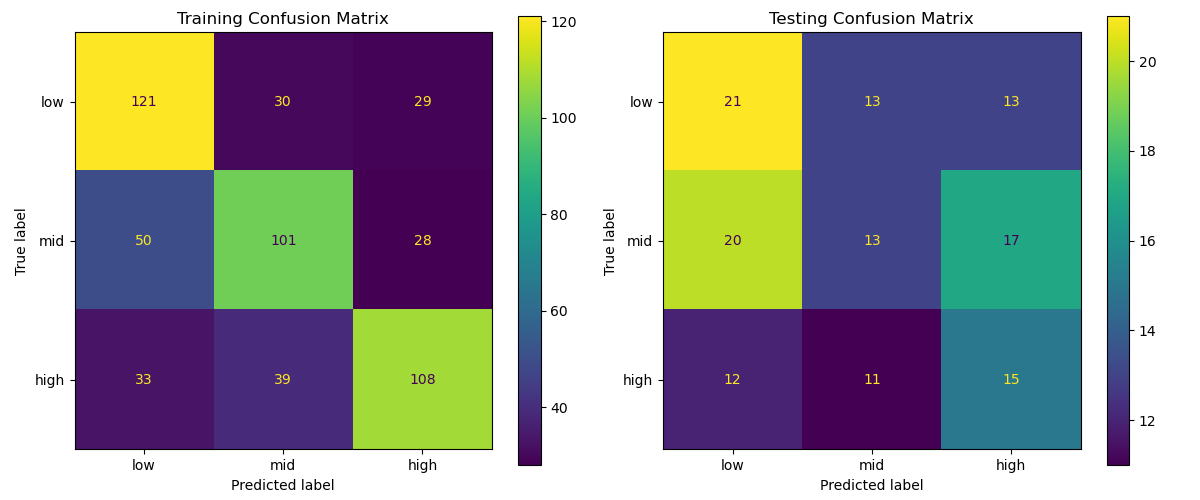 Training Confusion Matrix
low
mid
high
True label
121 30 29
50 101 28
33 39 108
low mid high
Predicted label
120
100
80
60
40
Testing Confusion Matrix
low
mid
high
True label
21 13 13
20 13 17
12 11 15
low mid high
Predicted label
20
18
16
14
12